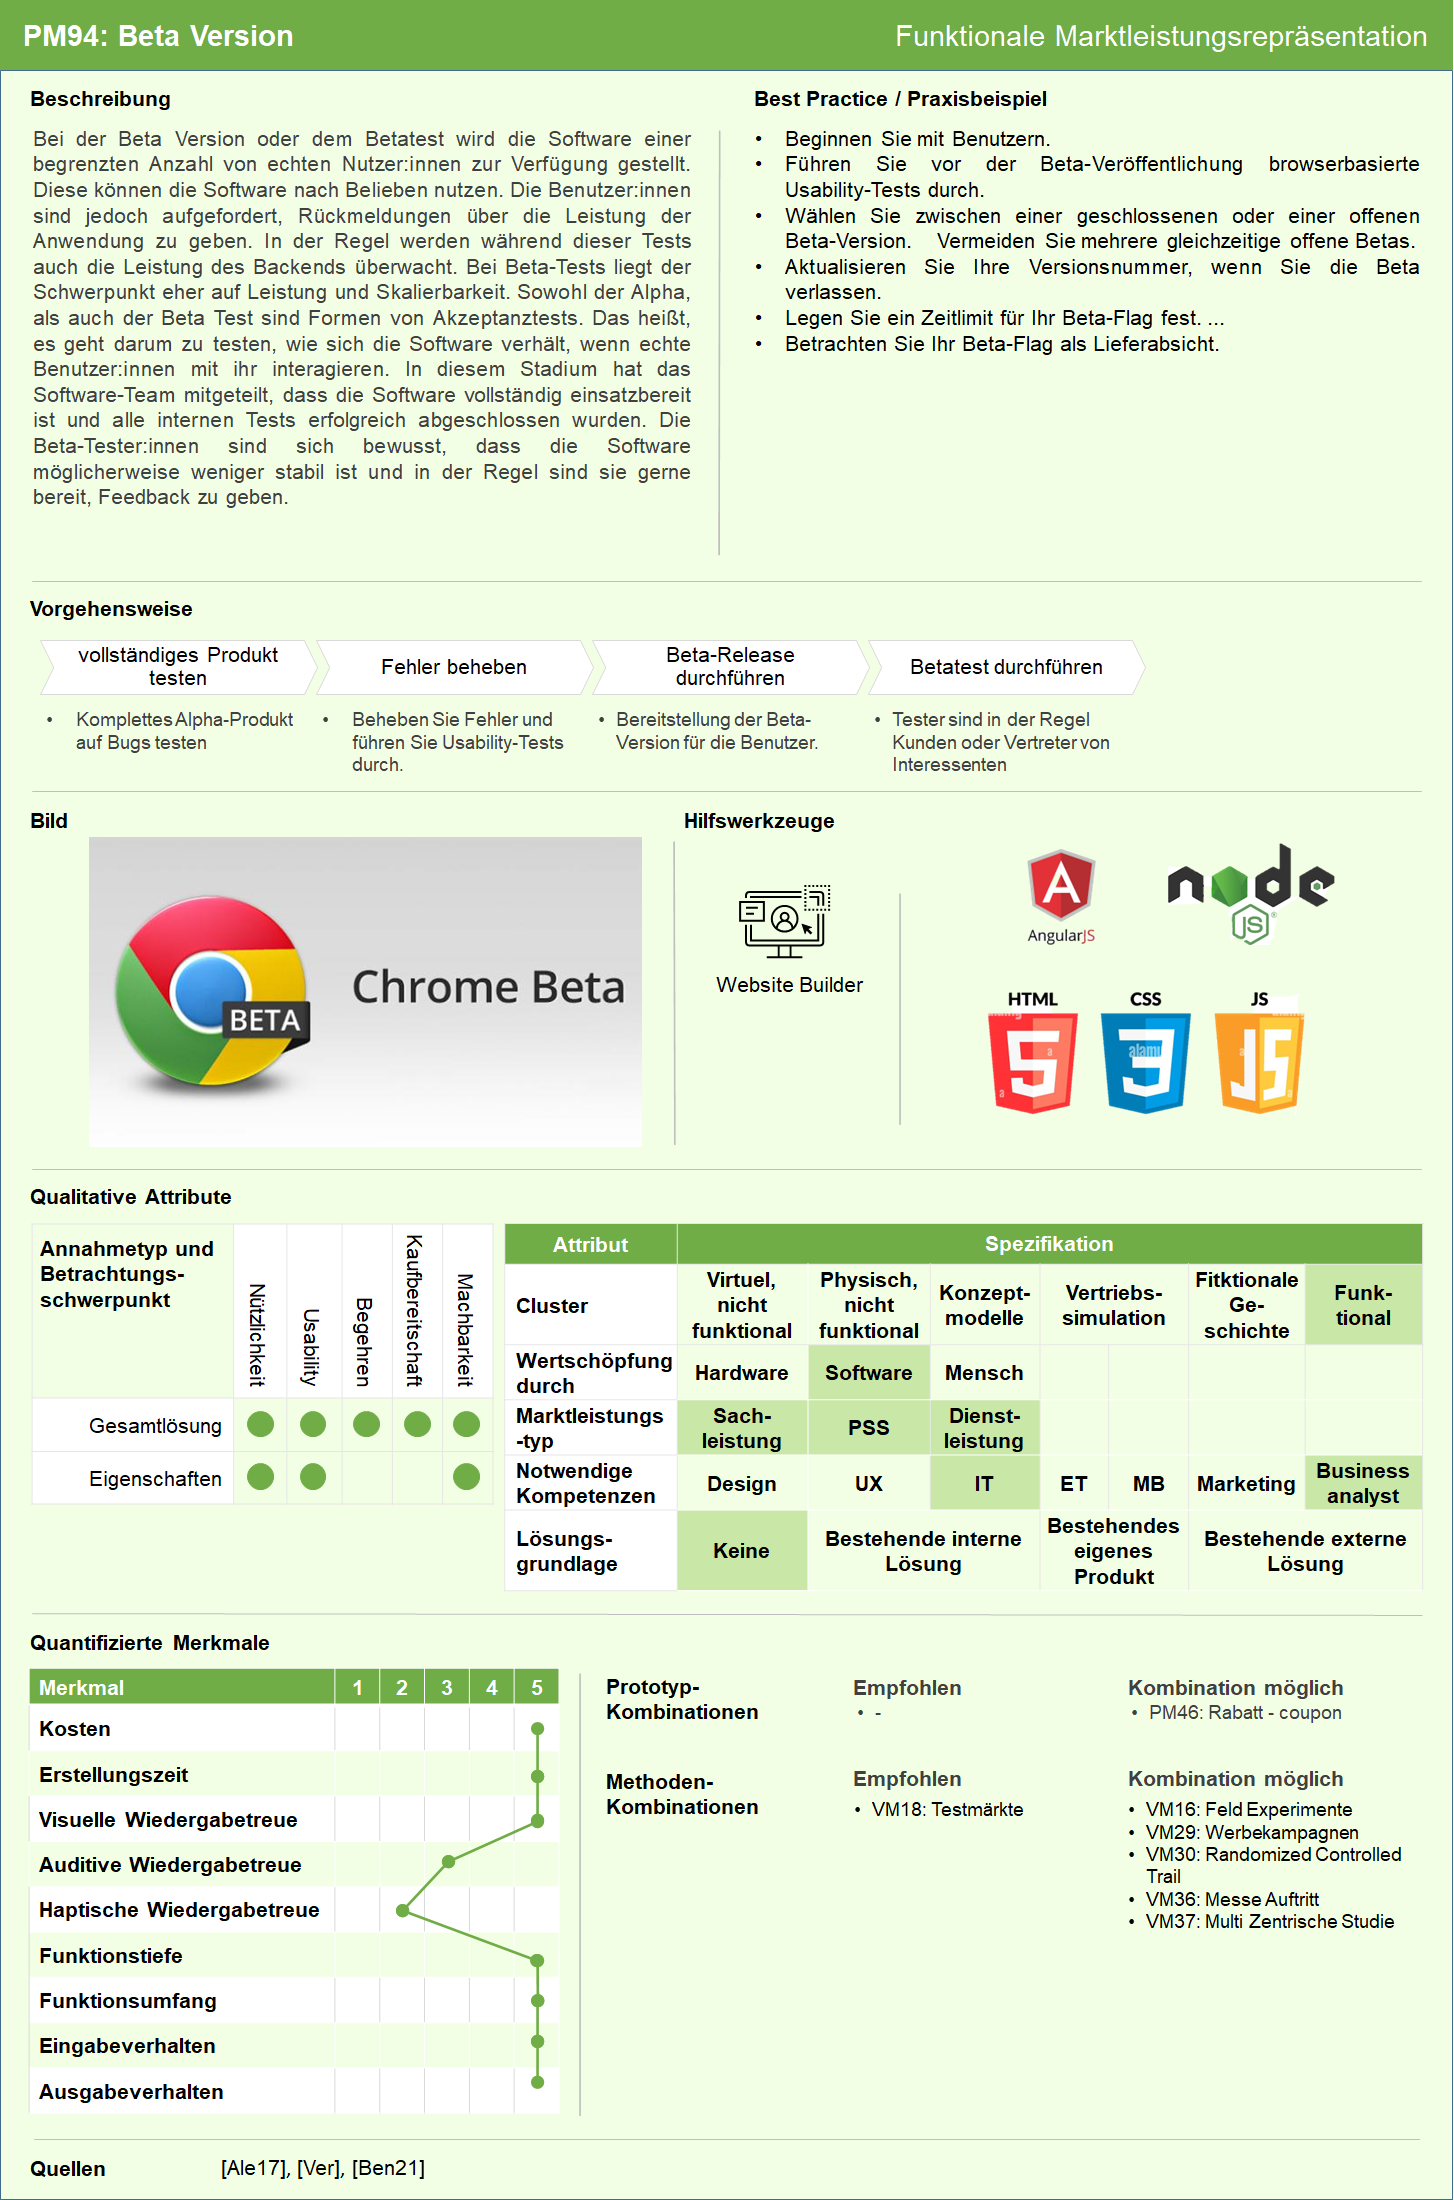 PM94: Beta Version
Funktionale Marktleistungsrepräsentation
Beschreibung
Bei der Beta Version oder dem Betatest wird die Software einer
begrenzten Anzahl von echten Nutzer:innen zur Verfügung gestellt.
Diese können die Software nach Belieben nutzen. Die Benutzer:innen
sind jedoch aufgefordert, Rückmeldungen über die Leistung der
Anwendung zu geben. In der Regel werden während dieser Tests
auch die Leistung des Backends überwacht. Bei Beta-Tests liegt der
Schwerpunkt eher auf Leistung und Skalierbarkeit. Sowohl der Alpha,
als auch der Beta Test sind Formen von Akzeptanztests. Das heißt,
es geht darum zu testen, wie sich die Software verhält, wenn echte
Benutzer:innen mit ihr interagieren. In diesem Stadium hat das
Software-Team mitgeteilt, dass die Software vollständig einsatzbereit
ist und alle internen Tests erfolgreich abgeschlossen wurden. Die
Beta-Tester:innen sind sich bewusst, dass die Software
möglicherweise weniger stabil ist und in der Regel sind sie gerne
bereit, Feedback zu geben.
Best Practice / Praxisbeispiel
• Beginnen Sie mit Benutzern.
• Führen Sie vor der Beta-Veröffentlichung browserbasierte
Usability-Tests durch.
• Wählen Sie zwischen einer geschlossenen oder einer offenen
Beta-Version. Vermeiden Sie mehrere gleichzeitige offene Betas.
• Aktualisieren Sie Ihre Versionsnummer, wenn Sie die Beta
verlassen.
• Legen Sie ein Zeitlimit für Ihr Beta-Flag fest. ...
• Betrachten Sie Ihr Beta-Flag als Lieferabsicht.
Vorgehensweise
vollständiges Produkt
testen
• Komplettes Alpha-Produkt
auf Bugs testen
Fehler beheben
• Beheben Sie Fehler und
führen Sie Usability-Tests
durch.
Beta-Release
durchführen
• Bereitstellung der Beta-
Version für die Benutzer.
Betatest durchführen
• Tester sind in der Regel
Kunden oder Vertreter von
Interessenten
Bild
BETA
Chrome Beta
Hilfswerkzeuge
Website Builder
A
AngularJS
node
JS
HTML
5
CSS
3
alamy
JS
JS
Qualitative Attribute
Annahmetyp und
Betrachtungs-
schwerpunkt
Nützlichkeit
Usability
Begehren
Kaufbereitschaft
Machbarkeit
Gesamtlösung
Eigenschaften
Attribut
Spezifikation
Cluster
Virtuel,
nicht
funktional
Physisch,
nicht
funktional
Konzept-
modelle
Vertriebs-
simulation
Fitktionale
Ge-
schichte
Funk-
tional
Wertschöpfung
durch
Hardware
Software
Mensch
Marktleistungs
-typ
Sach-
leistung
PSS
Dienst-
leistung
Notwendige
Kompetenzen
Design
UX
IT
ET
MB
Marketing
Business
analyst
Lösungs-
grundlage
Keine
Bestehende interne
Lösung
Bestehendes
eigenes
Produkt
Bestehende externe
Lösung
Quantifizierte Merkmale
Merkmal 1 2 3 4 5
Kosten
Erstellungszeit
Visuelle Wiedergabetreue
Auditive Wiedergabetreue
Haptische Wiedergabetreue
Funktionstiefe
Funktionsumfang
Eingabeverhalten
Ausgabeverhalten
Prototyp-
Kombinationen
Empfohlen
• -
Kombination möglich
• PM46: Rabatt - coupon
Methoden-
Kombinationen
Empfohlen
• VM18: Testmärkte
Kombination möglich
• VM16: Feld Experimente
• VM29: Werbekampagnen
• VM30: Randomized Controlled
Trail
• VM36: Messe Auftritt
• VM37: Multi Zentrische Studie
Quellen
[Ale17], [Ver], [Ben21]